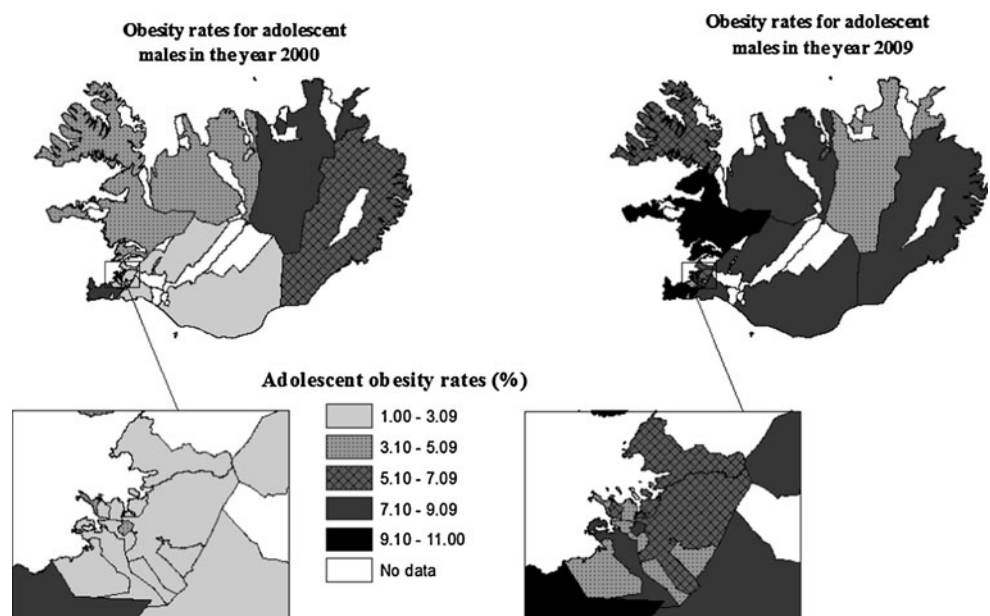 Obesity rates for adolescent
males in the year 2000
Obesity rates for adolescent
males in the year 2009
Adolescent obesity rates (%)
1.00 - 3.09
3.10 - 5.09
5.10 - 7.09
7.10 - 9.09
9.10 - 11.00
No data